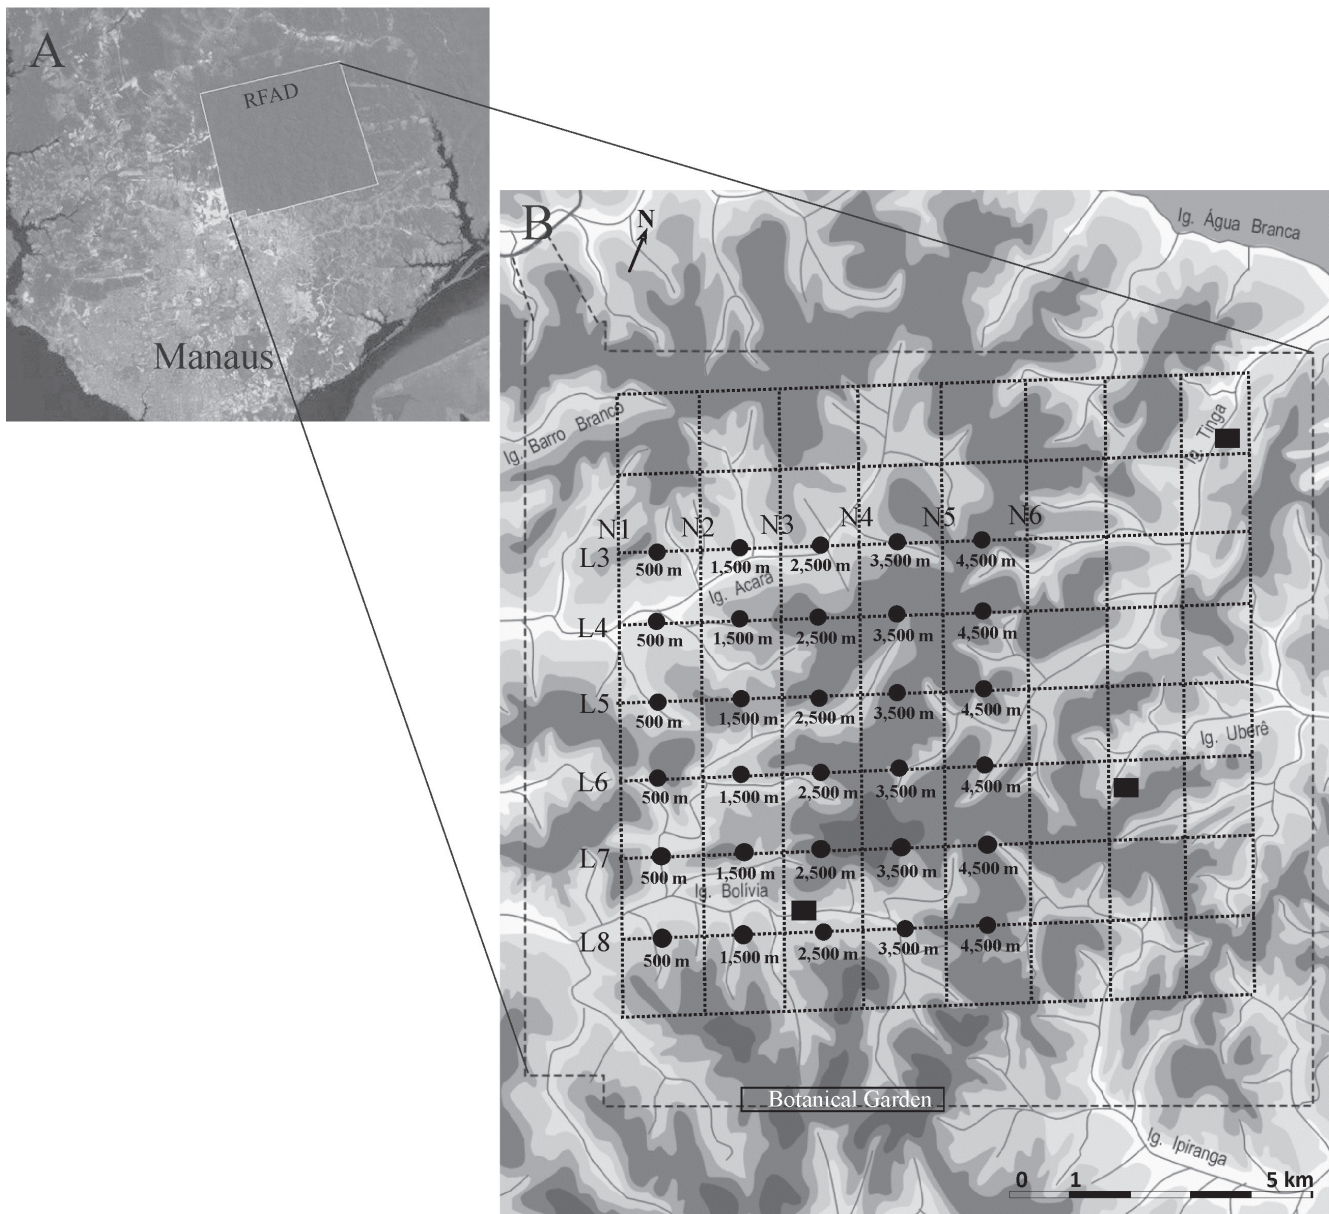 A
RFAD
Manaus
B
N
Ig. Água Branca
Ig. Barro Branco
Ig. Tinga
N1 N2 N3 N4 N5 N6
L3
500 m 1,500 m 2,500 m 3,500 m 4,500 m
Ig. Acará
L4
500 m 1,500 m 2,500 m 3,500 m 4,500 m
L5
500 m 1,500 m 2,500 m 3,500 m 4,500 m
Ig. Uberê
L6
500 m 1,500 m 2,500 m 3,500 m 4,500 m
L7
500 m 1,500 m 2,500 m 3,500 m 4,500 m
Ig. Bolívia
L8
500 m 1,500 m 2,500 m 3,500 m 4,500 m
Botanical Garden
Ig. Ipiranga
0 1 5 km